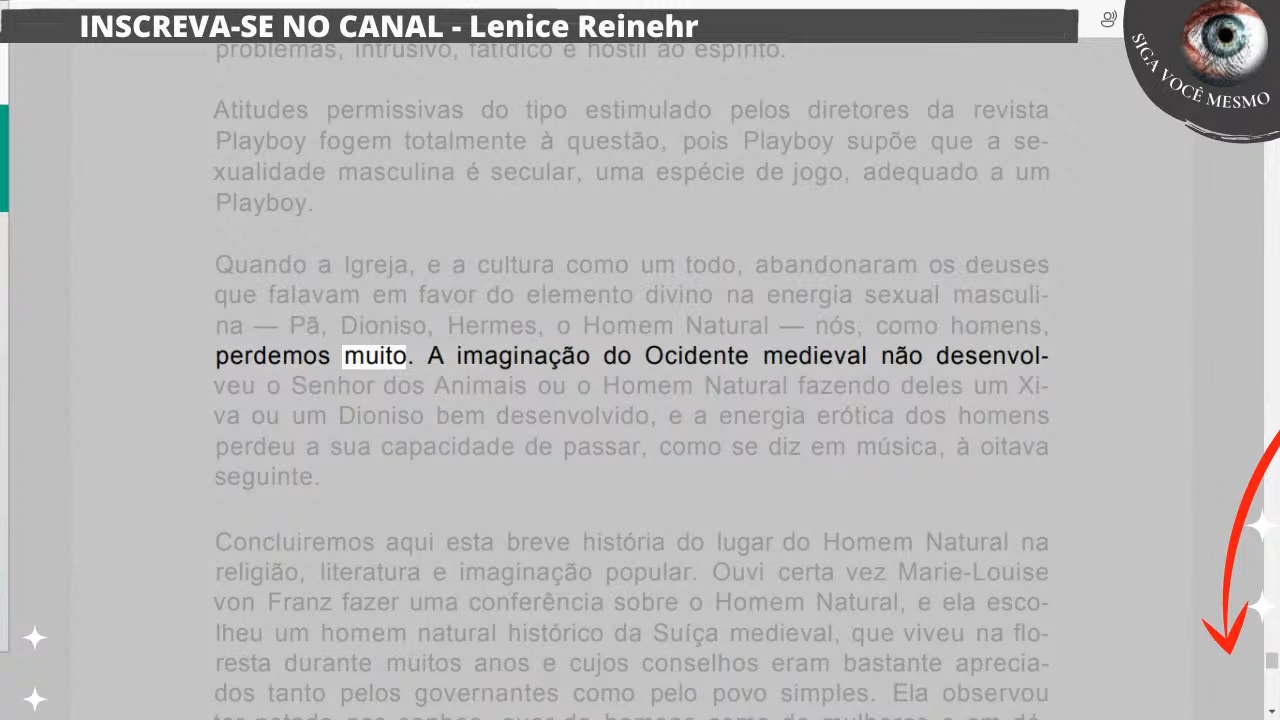 INSCREVA-SE NO CANAL - Lenice Reinehr
SIGA VOCÊ MESMO
problemas, intrusivo, fatídico e hostil ao espírito.
Atitudes permissivas do tipo estimulado pelos diretores da revista
Playboy fogem totalmente à questão, pois Playboy supõe que a se-
xualidade masculina é secular, uma espécie de jogo, adequado a um
Playboy.
Quando a Igreja, e a cultura como um todo, abandonaram os deuses
que falavam em favor do elemento divino na energia sexual masculi-
na — Pã, Dioniso, Hermes, o Homem Natural — nós, como homens,
perdemos muito. A imaginação do Ocidente medieval não desenvol-
veu o Senhor dos Animais ou o Homem Natural fazendo deles um Xi-
va ou um Dioniso bem desenvolvido, e a energia erótica dos homens
perdeu a sua capacidade de passar, como se diz em música, à oitava
seguinte.
Concluiremos aqui esta breve história do lugar do Homem Natural na
religião, literatura e imaginação popular. Ouvi certa vez Marie-Louise
von Franz fazer uma conferência sobre o Homem Natural, e ela esco-
lheu um homem natural histórico da Suíça medieval, que viveu na flo-
resta durante muitos anos e cujos conselhos eram bastante aprecia-
dos tanto pelos governantes como pelo povo simples. Ela observou